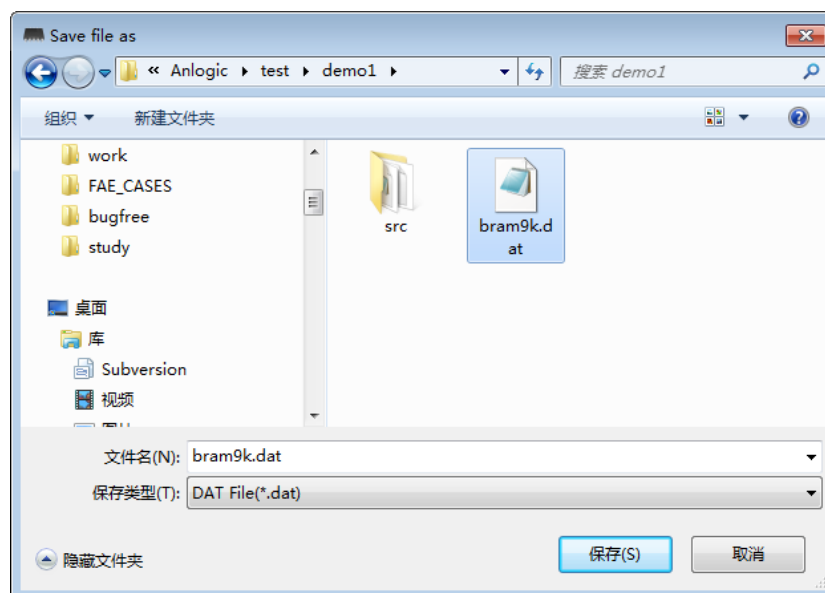 Save file as
« Anlogic ▸ test ▸ demo1 ▸
搜索 demo1
组织
新建文件夹
work
FAE_CASES
bugfree
study
桌面
库
Subversion
视频
src
bram9k.d
at
文件名(N): bram9k.dat
保存类型(T): DAT File(*.dat)
隐藏文件夹
保存(S)
取消